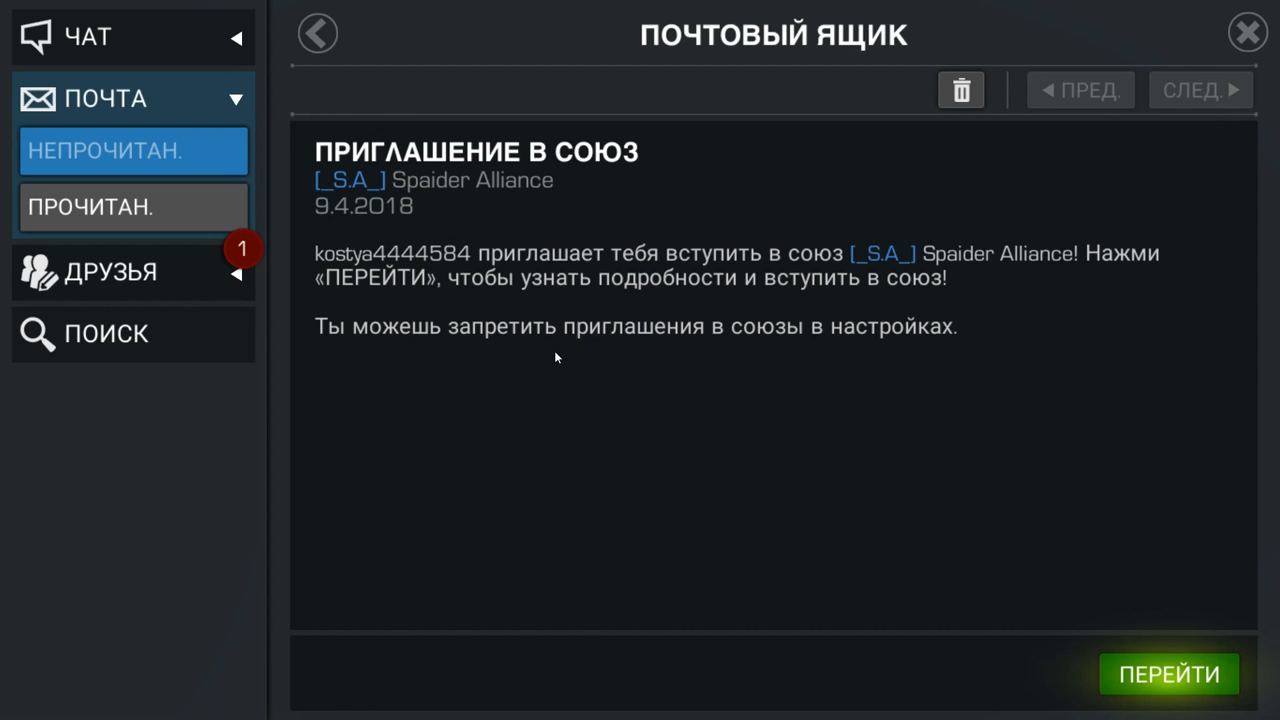 ЧАТ
ПОЧТА
НЕПРОЧИТАН.
ПРОЧИТАН.
1
ДРУЗЬЯ
ПОИСК
ПОЧТОВЫЙ ЯЩИК
ПРЕД.
СЛЕД.
ПРИГЛАШЕНИЕ В СОЮЗ
[_S.A_] Spaider Alliance
9.4.2018
kostya4444584 приглашает тебя вступить в союз [_S.A_] Spaider Alliance! Нажми
«ПЕРЕЙТИ», чтобы узнать подробности и вступить в союз!
Ты можешь запретить приглашения в союзы в настройках.
ПЕРЕЙТИ